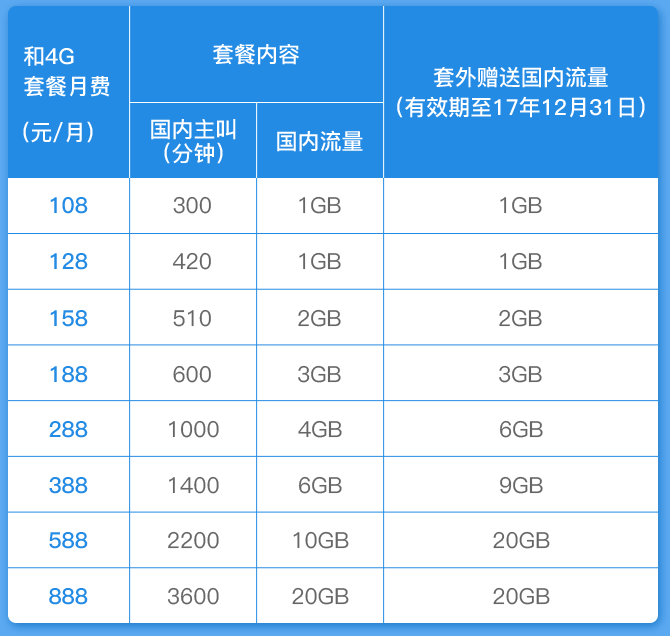 和4G
套餐月费
(元/月)
套餐内容
国内主叫
(分钟)
国内流量
套外赠送国内流量
(有效期至17年12月31日)
108 300 1GB 1GB
128 420 1GB 1GB
158 510 2GB 2GB
188 600 3GB 3GB
288 1000 4GB 6GB
388 1400 6GB 9GB
588 2200 10GB 20GB
888 3600 20GB 20GB